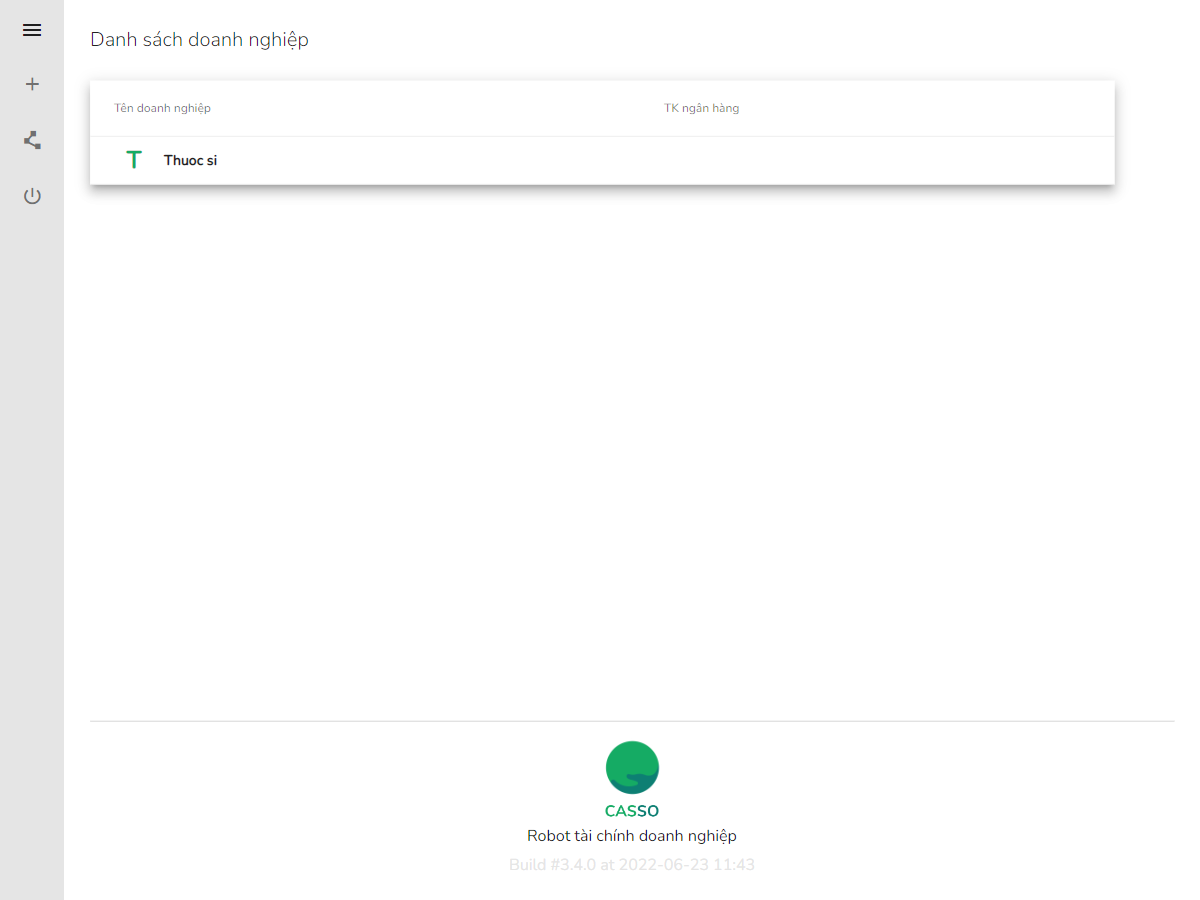 Danh sách doanh nghiệp
Tên doanh nghiệp TK ngân hàng
T Thuoc si
CASSO
Robot tài chính doanh nghiệp
Build #3.4.0 at 2022-06-23 11:43